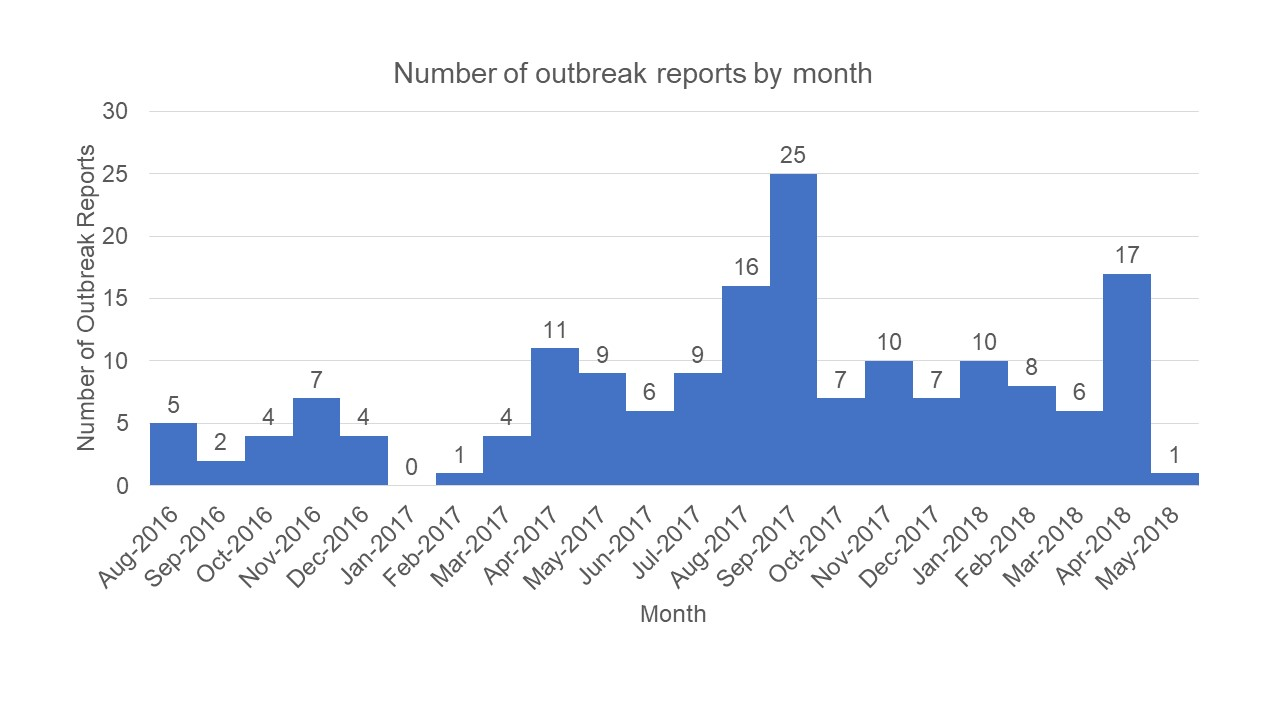 Number of outbreak reports by month
Number of Outbreak Reports
30
25
20
15
10
5
0
5
2
4
7
4
0
1
4
11
9
6
9
16
25
7
10
7
10
8
6
17
1
Aug-2016
Sep-2016
Oct-2016
Nov-2016
Dec-2016
Jan-2017
Feb-2017
Mar-2017
Apr-2017
May-2017
Jun-2017
Jul-2017
Aug-2017
Sep-2017
Oct-2017
Nov-2017
Dec-2017
Jan-2018
Feb-2018
Mar-2018
Apr-2018
May-2018
Month